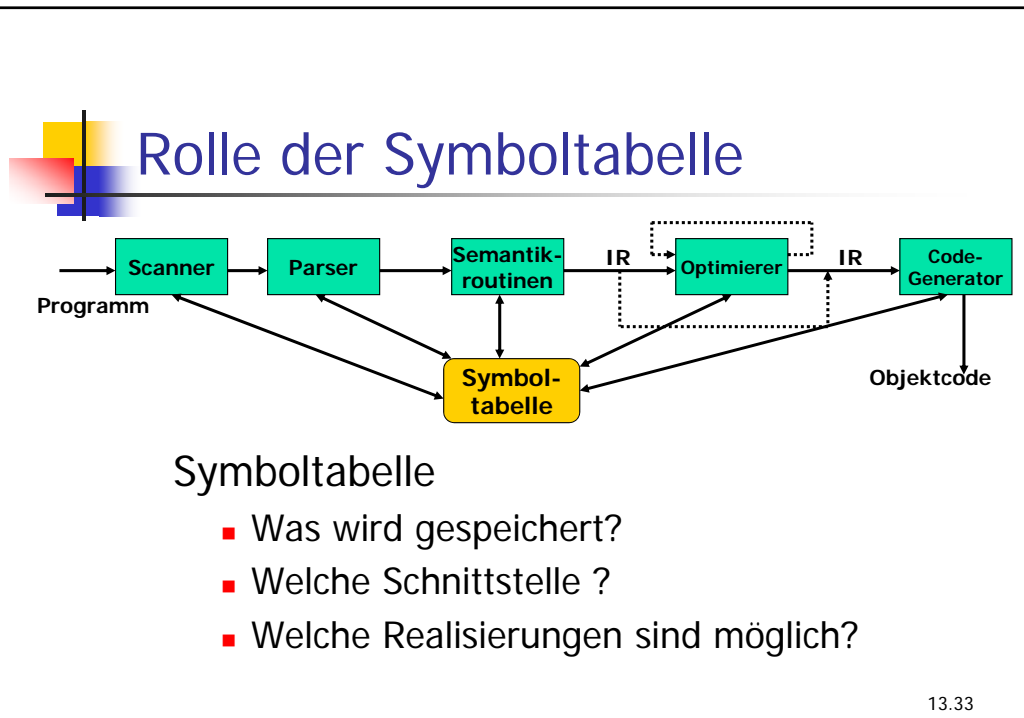 Rolle der Symboltabelle
Programm
Scanner
Parser
Semantik-
routinen
IR
Optimierer
IR
Code-
Generator
Symbol-
tabelle
Objektcode
Symboltabelle
Was wird gespeichert?
Welche Schnittstelle ?
Welche Realisierungen sind möglich?
13.33